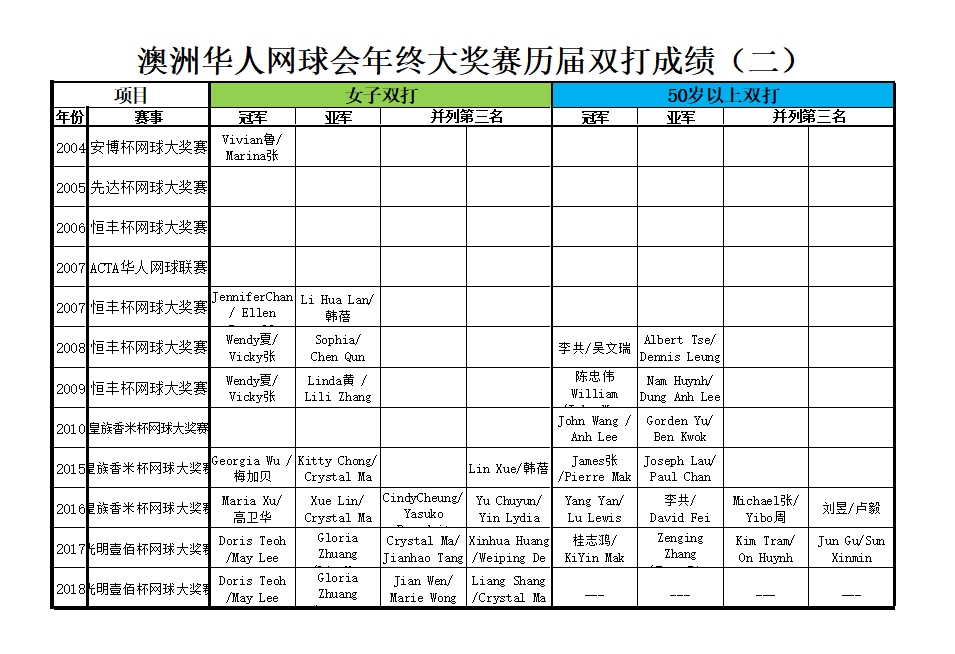 澳洲华人网球会年终大奖赛历届双打成绩（二）
项目 女子双打 50岁以上双打
年份 赛事 冠军 亚军 并列第三名 冠军 亚军 并列第三名
2004 安博杯网球大奖赛 Vivian鲁/
Marina张
2005 先达杯网球大奖赛
2006 恒丰杯网球大奖赛
2007 ACTA华人网球联赛
2007 恒丰杯网球大奖赛 JenniferChan Li Hua Lan/
/ Ellen 韩蓓
2008 恒丰杯网球大奖赛 Wendy夏/ Sophia/ 李共/吴文瑞 Albert Tse/
Vicky张 Chen Qun Dennis Leung
2009 恒丰杯网球大奖赛 Wendy夏/ Linda黄 / 陈忠伟 Nam Huynh/
Vicky张 Lili Zhang William Dung Anh Lee
2010 皇族香米杯网球大奖赛 John Wang / Gorden Yu/
Anh Lee Ben Kwok
2015 皇族香米杯网球大奖赛 Georgia Wu / Kitty Chong/ Lin Xue/韩蓓 James张 Joseph Lau/
梅加贝 Crystal Ma /Pierre Mak Paul Chan
2016 皇族香米杯网球大奖赛 Maria Xu/ Xue Lin/ CindyCheung/ Yu Chuyun/ Yang Yan/ 李共/ Michael张/ 刘昱/卢毅
高卫华 Crystal Ma Yasuko Yin Lydia Lu Lewis David Fei Yibo周
2017 光明壹佰杯网球大奖赛 Doris Teoh Gloria Crystal Ma/ Xinhua Huang 桂志鸿/ Zenging Kim Tram/ Jun Gu/Sun
/May Lee Zhuang Jianhao Tang /Weiping De KiYin Mak Zhang On Huynh Xinmin
2018 光明壹佰杯网球大奖赛 Doris Teoh Gloria Jian Wen/ Liang Shang --- --- --- ---
/May Lee Zhuang Marie Wong /Crystal Ma